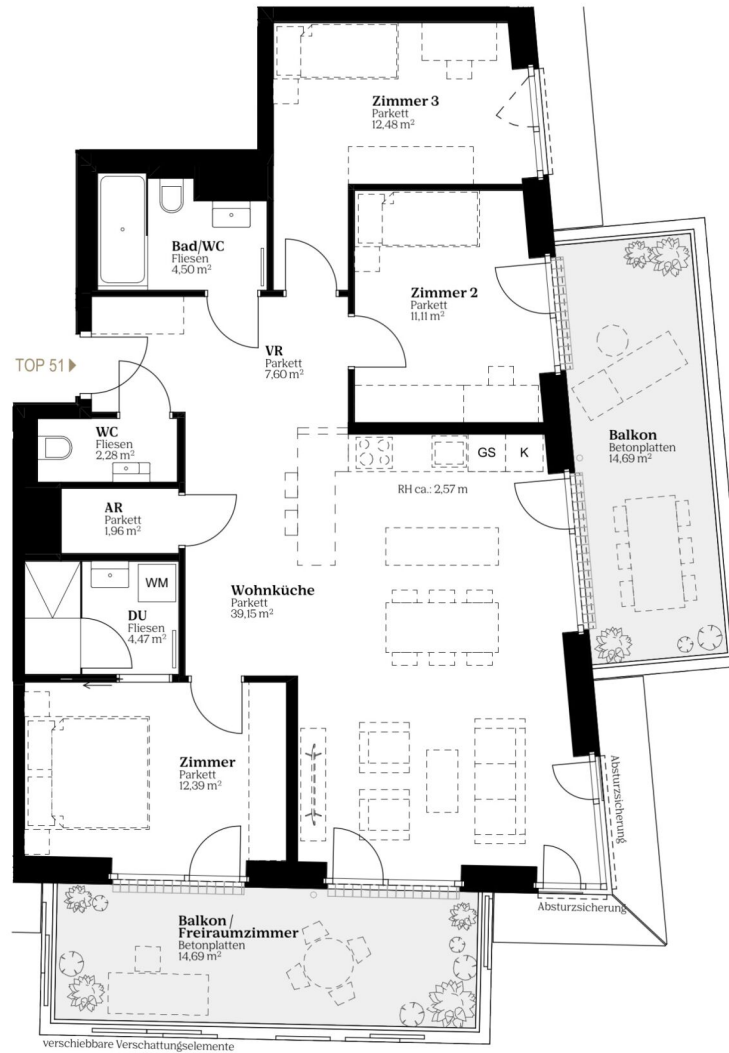 Zimmer 3
Parkett
12,48 m²
Bad/WC
Fliesen
4,50 m²
Zimmer 2
Parkett
11,11 m²
VR
Parkett
7,60 m²
TOP 51
WC
Fliesen
2,28 m²
GS
K
RH ca.: 2,57 m
Balkon
Betonplatten
14,69 m²
AR
Parkett
1,96 m²
Wohnküche
Parkett
39,15 m²
WM
DU
Fliesen
4,47 m²
Zimmer
Parkett
12,39 m²
Absturzsicherung
Absturzsicherung
Balkon /
Freiraumzimmer
Betonplatten
14,69 m²
verschiebbare Verschattungselemente